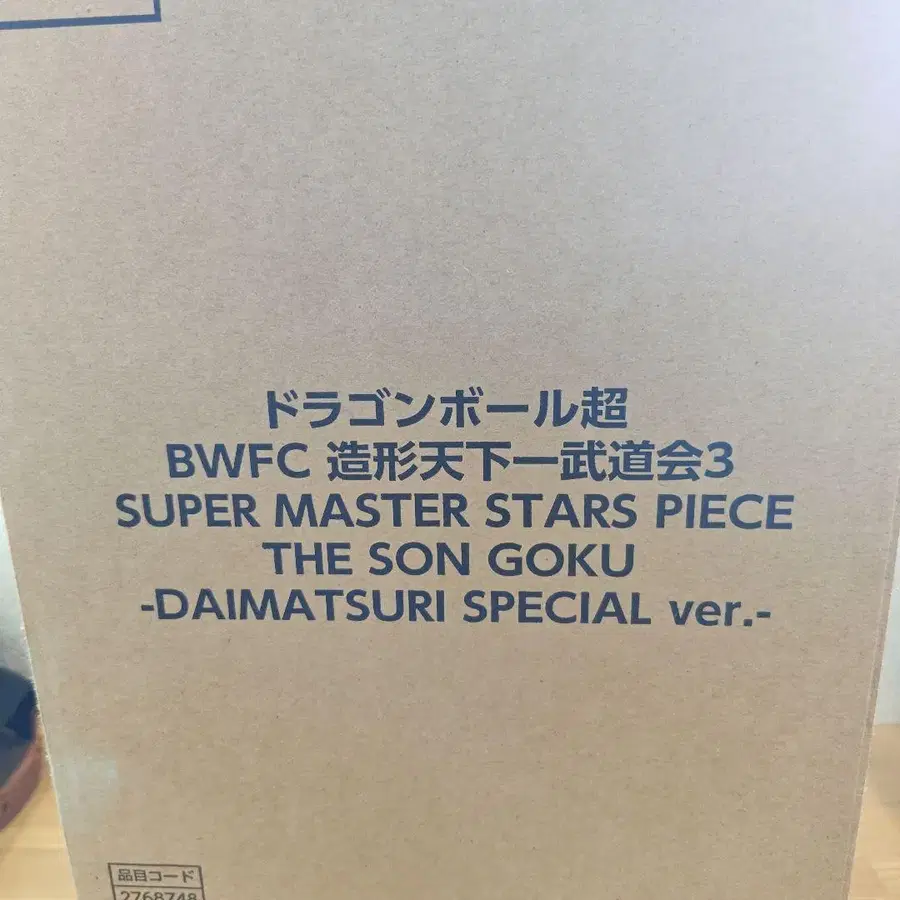 ドラゴンボール超
BWFC 造形天下一武道会3
SUPER MASTER STARS PIECE
THE SON GOKU
-DAIMATSURI SPECIAL ver.-
品目コード
2768748